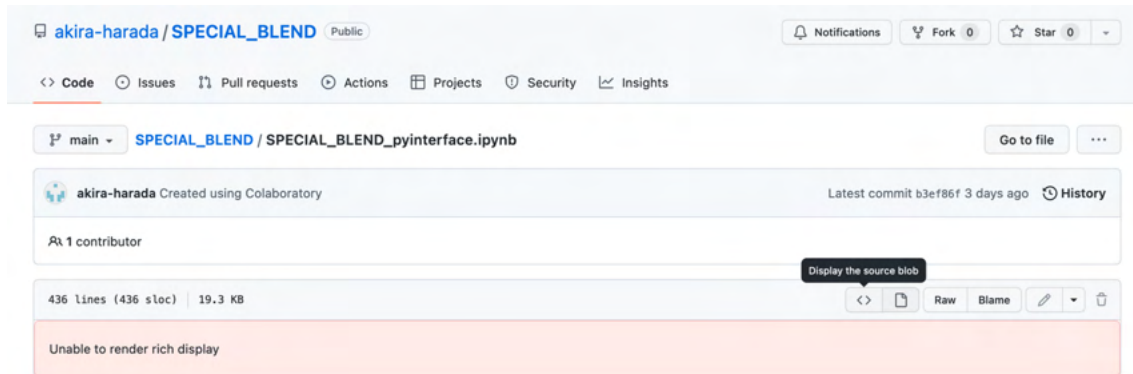 akira-harada / SPECIAL_BLEND Public Notifications Fork 0 Star 0
Code Issues Pull requests Actions Projects Security Insights
main SPECIAL_BLEND / SPECIAL_BLEND_pyinterface.ipynb Go to file ...
akira-harada Created using Colaboratory Latest commit b3ef86f 3 days ago History
1 contributor
Display the source blob
436 lines (436 sloc) 19.3 KB <> Raw Blame
Unable to render rich display